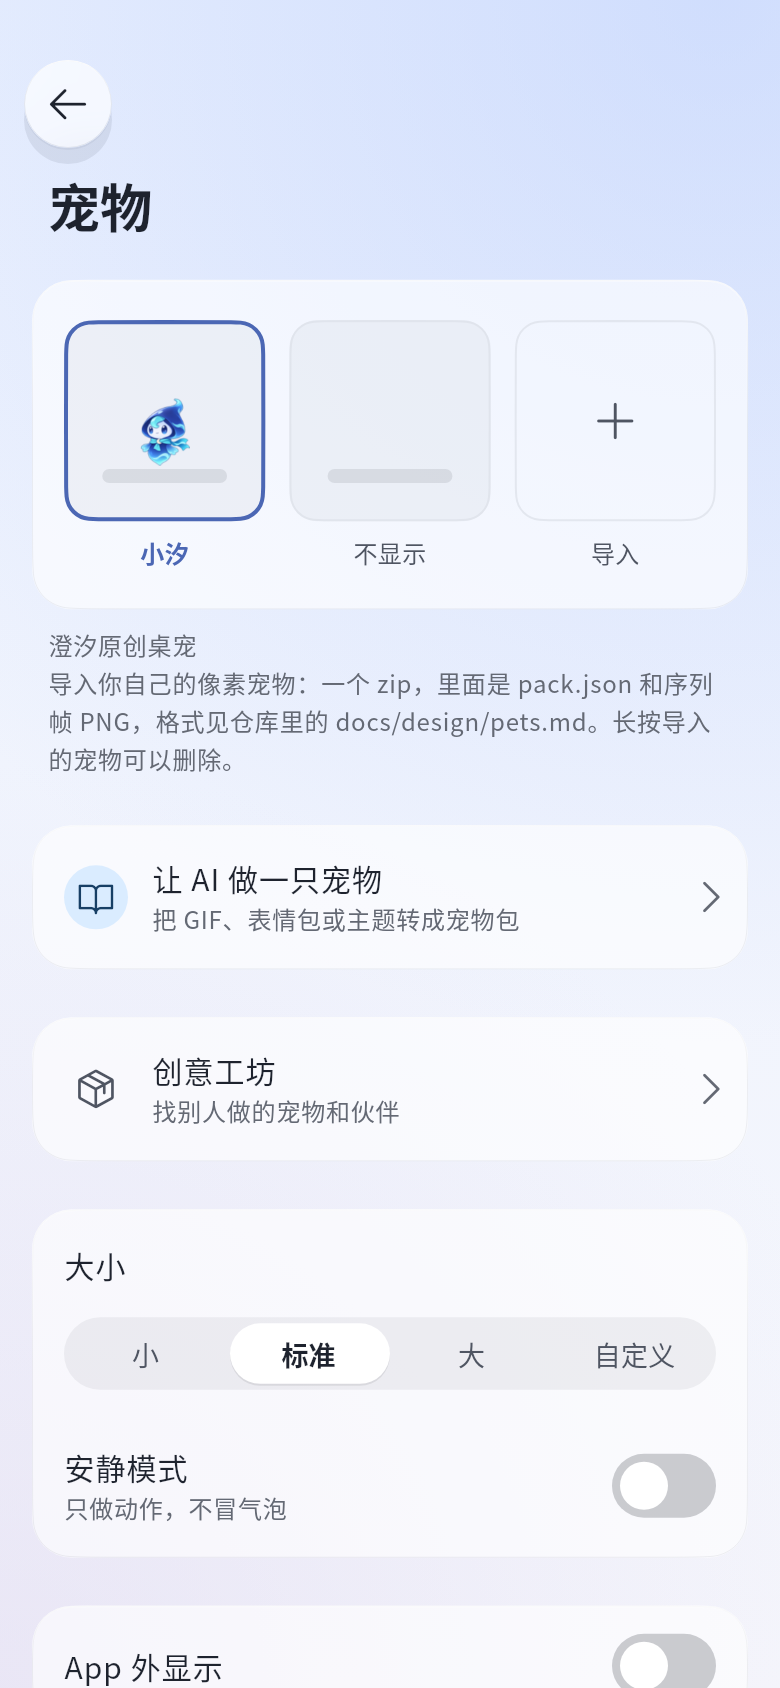 宠物
小汐
不显示
导入
澄汐原创桌宠
导入你自己的像素宠物：一个 zip，里面是 pack.json 和序列
帧 PNG，格式见仓库里的 docs/design/pets.md。长按导入
的宠物可以删除。
让 AI 做一只宠物
把 GIF、表情包或主题转成宠物包
创意工坊
找别人做的宠物和伙伴
大小
小
标准
大
自定义
安静模式
只做动作，不冒气泡
App 外显示